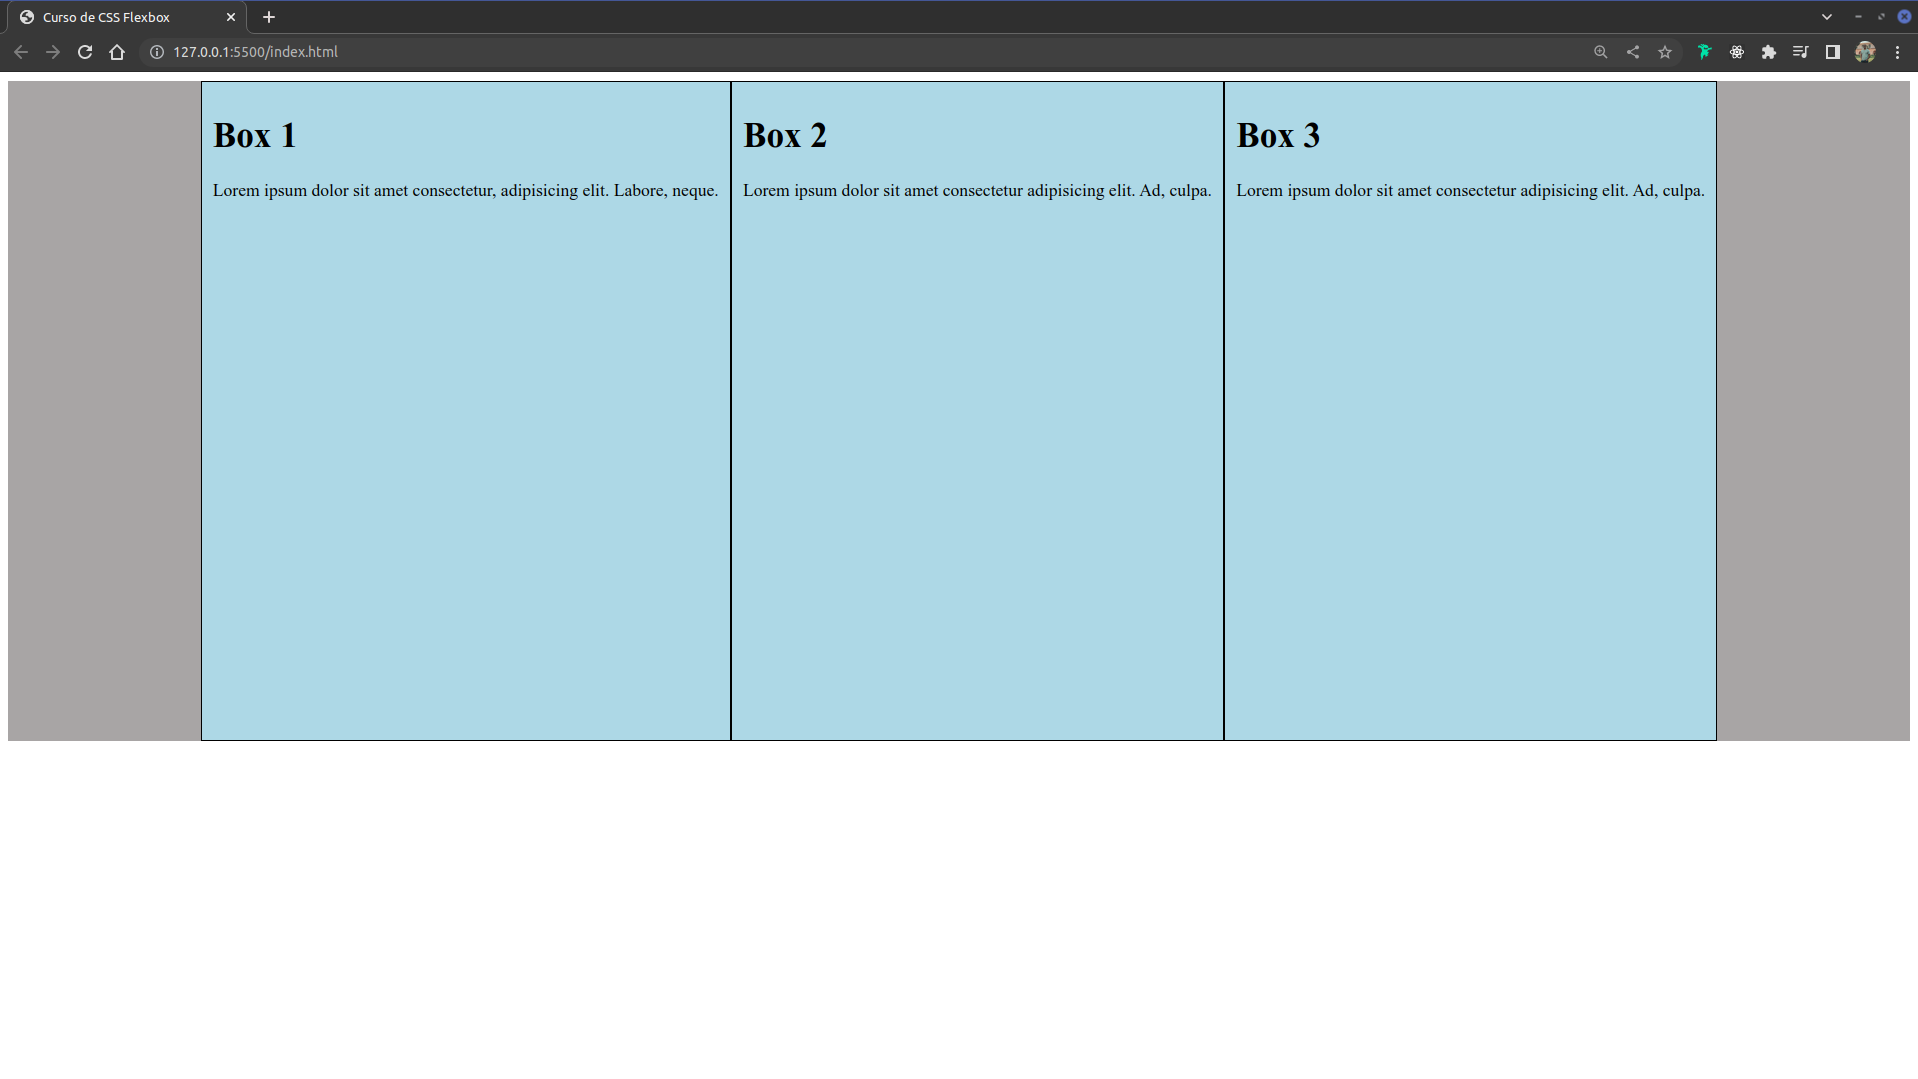 Curso de CSS Flexbox
127.0.0.1:5500/index.html
Box 1
Lorem ipsum dolor sit amet consectetur, adipisicing elit. Labore, neque.
Box 2
Lorem ipsum dolor sit amet consectetur adipisicing elit. Ad, culpa.
Box 3
Lorem ipsum dolor sit amet consectetur adipisicing elit. Ad, culpa.